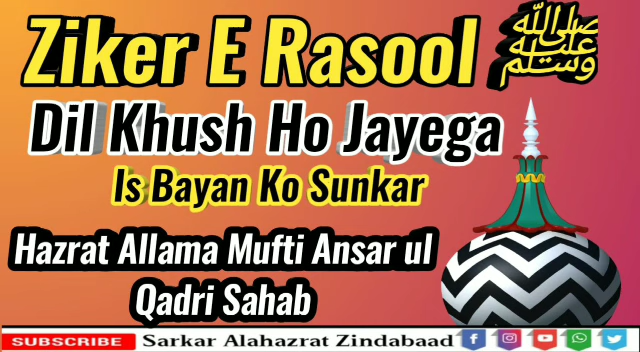 Ziker E Rasool ﷺ
Dil Khush Ho Jayega
Is Bayan Ko Sunkar
Hazrat Allama Mufti Ansar ul
Qadri Sahab
SUBSCRIBE Sarkar Alahazrat Zindabaad